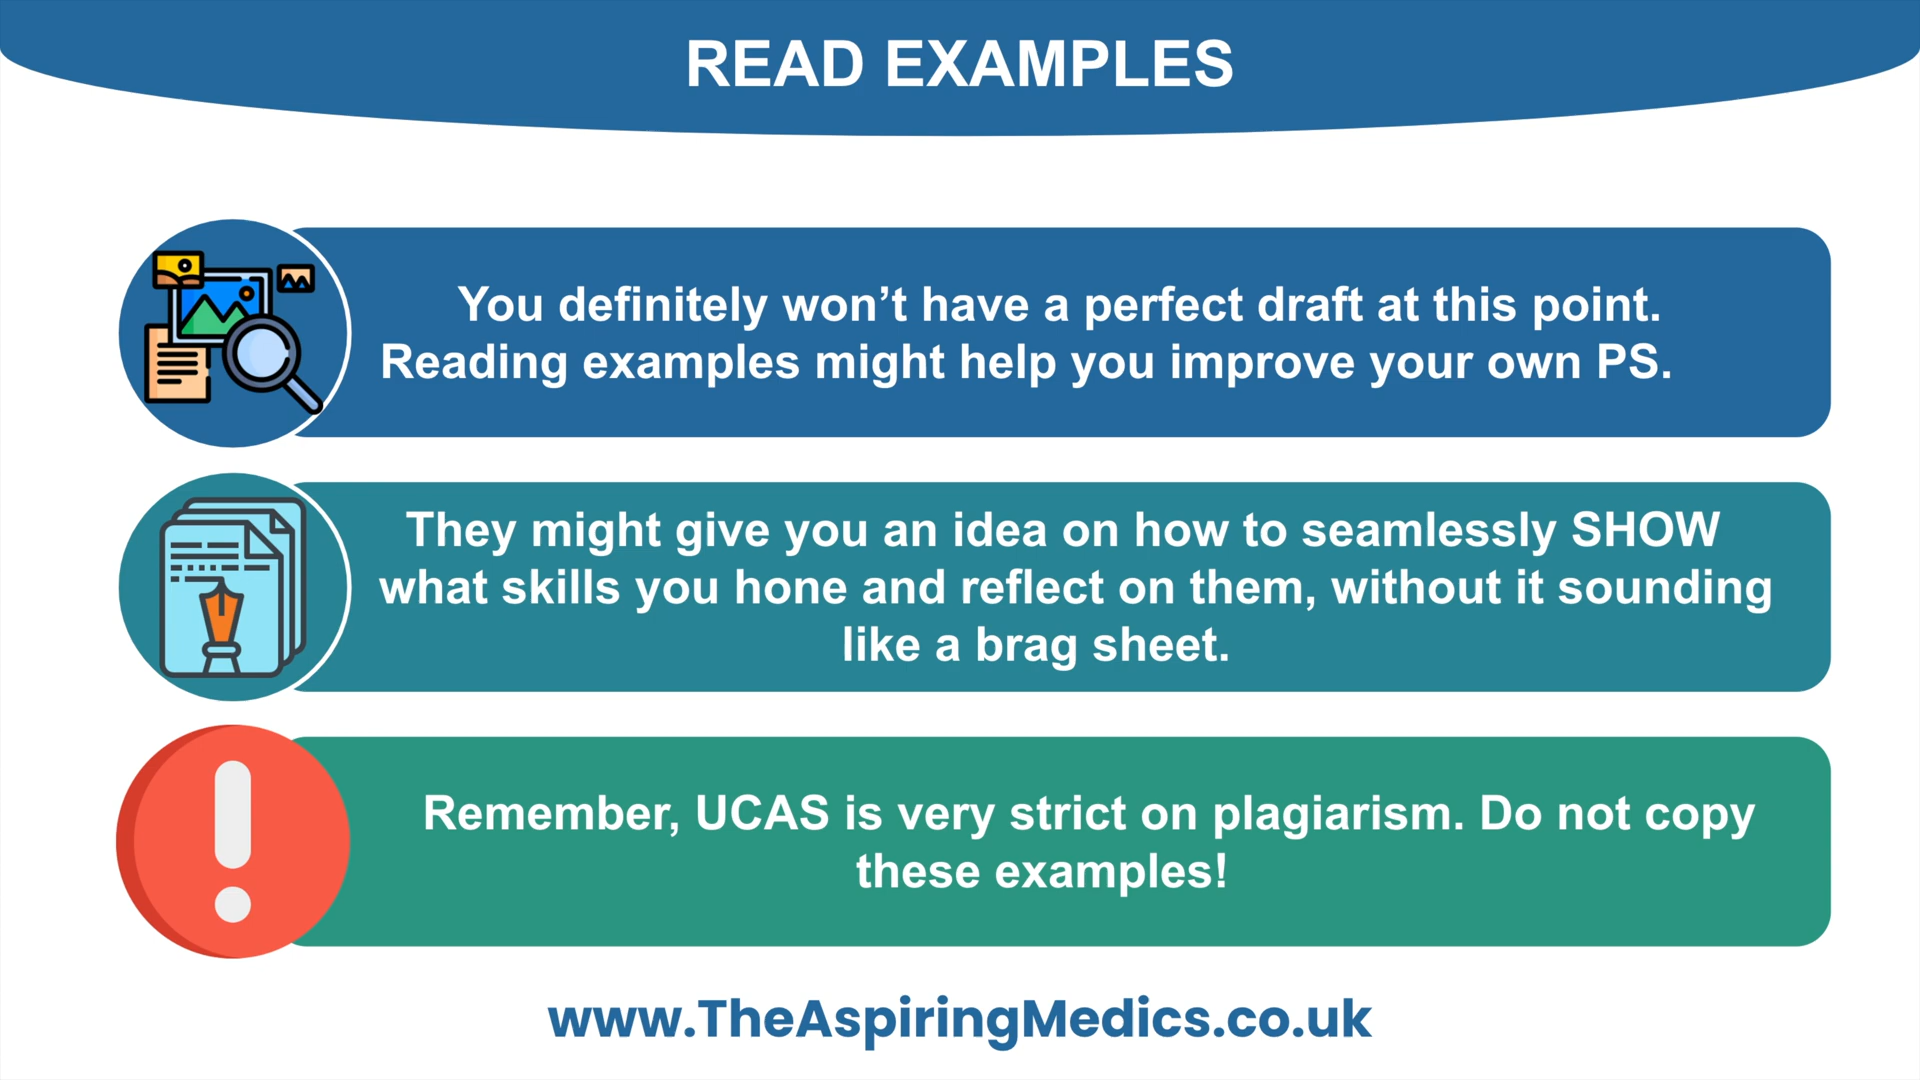 READ EXAMPLES
You definitely won’t have a perfect draft at this point.
Reading examples might help you improve your own PS.
They might give you an idea on how to seamlessly SHOW
what skills you hone and reflect on them, without it sounding
like a brag sheet.
Remember, UCAS is very strict on plagiarism. Do not copy
these examples!
www.TheAspiringMedics.co.uk